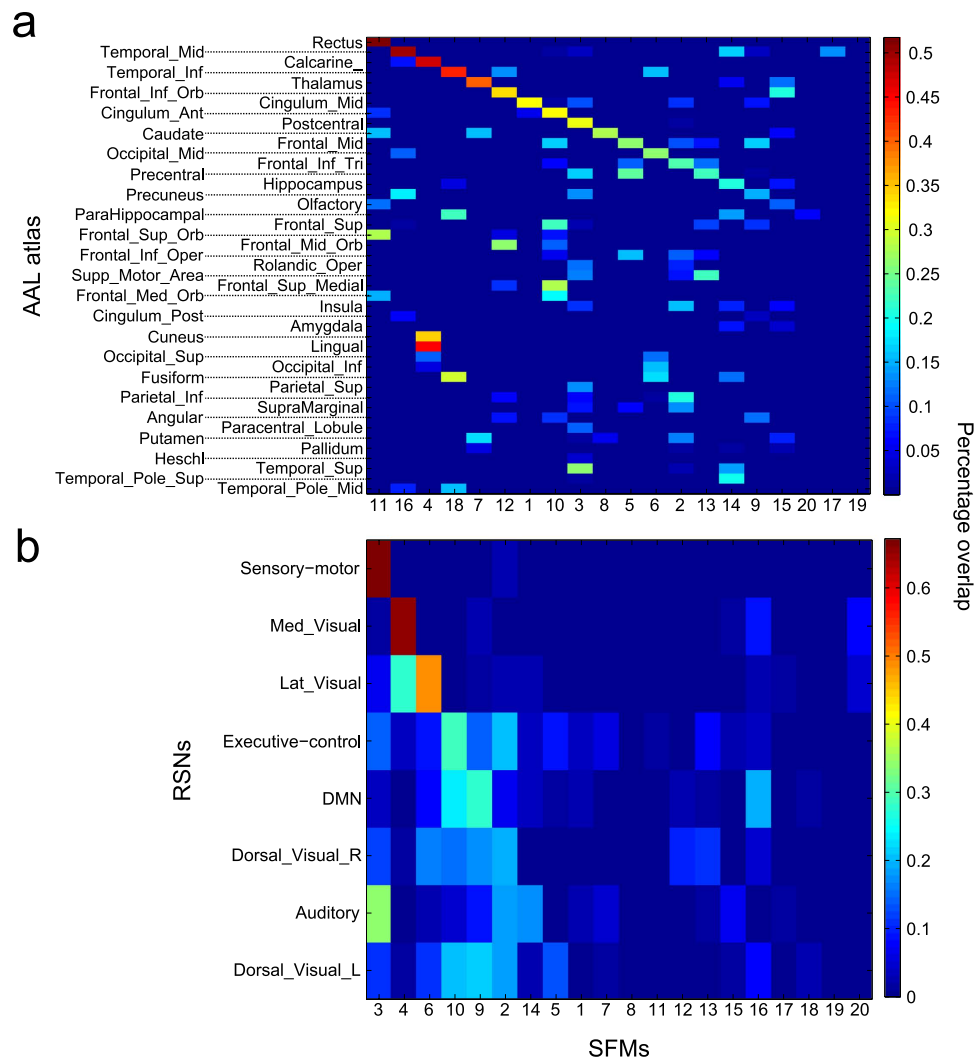 a
Rectus
Temporal_Mid
Calcarine_
Temporal_Inf
Thalamus
Frontal_Inf_Orb
Cingulum_Mid
Cingulum_Ant
Postcentral
Caudate
Frontal_Mid
Occipital_Mid
Frontal_Inf_Tri
Precentral
Hippocampus
Precuneus
Olfactory
ParaHippocampal
Frontal_Sup
Frontal_Sup_Orb
Frontal_Mid_Orb
Frontal_Inf_Oper
Rolandic_Oper
Supp_Motor_Area
Frontal_Sup_Medial
Frontal_Med_Orb
Insula
Cingulum_Post
Amygdala
Cuneus
Lingual
Occipital_Sup
Occipital_Inf
Fusiform
Parietal_Sup
Parietal_Inf
SupraMarginal
Angular
Paracentral_Lobule
Putamen
Pallidum
Heschl
Temporal_Sup
Temporal_Pole_Sup
Temporal_Pole_Mid
AAL atlas
11 16 4 18 7 12 1 10 3 8 5 6 2 13 14 9 15 20 17 19
0.5
0.45
0.4
0.35
0.3
0.25
0.2
0.15
0.1
0.05
Percentage overlap
b
Sensory-motor
Med_Visual
Lat_Visual
Executive-control
DMN
Dorsal_Visual_R
Auditory
Dorsal_Visual_L
RSNs
3 4 6 10 9 2 14 5 1 7 8 11 12 13 15 16 17 18 19 20
SFMs
0.6
0.5
0.4
0.3
0.2
0.1
0